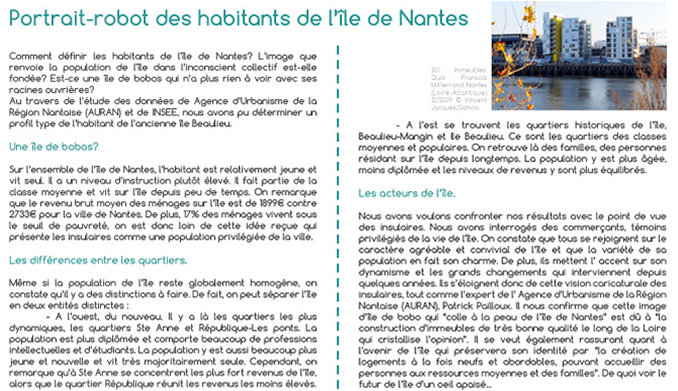 Portrait-robot des habitants de l'île de Nantes
Comment définir les habitants de l'île de Nantes? L'image que
renvoie la population de l'île dans l'inconscient collectif est-elle
fondée? Est-ce une île de bobos qui n'a plus rien à voir avec ses
racines ouvrières?
Au travers de l'étude des données de Agence d'Urbanisme de la
Région Nantaise (AURAN) et de INSEE, nous avons pu déterminer un
profil type de l'habitant de l'ancienne île Beaulieu.
Une île de bobos?
Sur l'ensemble de l'île de Nantes, l'habitant est relativement jeune et
vit seul. Il a un niveau d'instruction plutôt élevé. Il fait partie de la
classe moyenne et vit sur l'île depuis peu de temps. On remarque
que le revenu brut moyen des ménages sur l'île est de 1899€ contre
2733€ pour la ville de Nantes. De plus, 17% des ménages vivent sous
le seuil de pauvreté, on est donc loin de cette idée reçue qui
présente les insulaires comme une population privilégiée de la ville.
Les différences entre les quartiers.
Même si la population de l'île reste globalement homogène, on
constate qu'il y a des distinctions à faire. De fait, on peut séparer l'île
en deux entités distinctes :
- A l'ouest, du nouveau. Il y a là les quartiers les plus
dynamiques, les quartiers Ste Anne et République-Les ponts. La
population est plus diplômée et comporte beaucoup de professions
intellectuelles et d'étudiants. La population y est aussi beaucoup plus
jeune et nouvelle et vit très majoritairement seule. Cependant, on
remarque qu'à Ste Anne se concentrent les plus fort revenus de l'île,
alors que le quartier République réunit les revenus les moins élevés.
301, Immeubles,
Quai François
Mitterrand Nantes
(Loire-Atlantique)
12/2009 © Vincent
Jacques/Samoa
- A l'est se trouvent les quartiers historiques de l'île,
Beaulieu-Mangin et Ile Beaulieu. Ce sont les quartiers des classes
moyennes et populaires. On retrouve là des familles, des personnes
résidant sur l'île depuis longtemps. La population y est plus âgée,
moins diplômée et les niveaux de revenus y sont plus équilibrés.
Les acteurs de l'île.
Nous avons voulons confronter nos résultats avec le point de vue
des insulaires. Nous avons interrogés des commerçants, témoins
privilégiés de la vie de l'île. On constate que tous se rejoignent sur le
caractère agréable et convivial de l'île et que la variété de sa
population en fait son charme. De plus, ils mettent l' accent sur son
dynamisme et les grands changements qui interviennent depuis
quelques années. Ils s'éloignent donc de cette vision caricaturale des
insulaires, tout comme l'expert de l' Agence d'Urbanisme de la Région
Nantaise (AURAN), Patrick Pailloux. Il nous confirme que cette image
d'île de bobo qui "colle à la peau de l'île de Nantes" est dû à "la
construction d'immeubles de très bonne qualité le long de la Loire
qui cristallise l'opinion". Il se veut également rassurant quant à
l'avenir de l'île qui préservera son identité par "la création de
logements à la fois neufs et abordables, pouvant accueillir des
personnes aux ressources moyennes et des familles". De quoi voir le
futur de l'île d'un oeil apaisé...